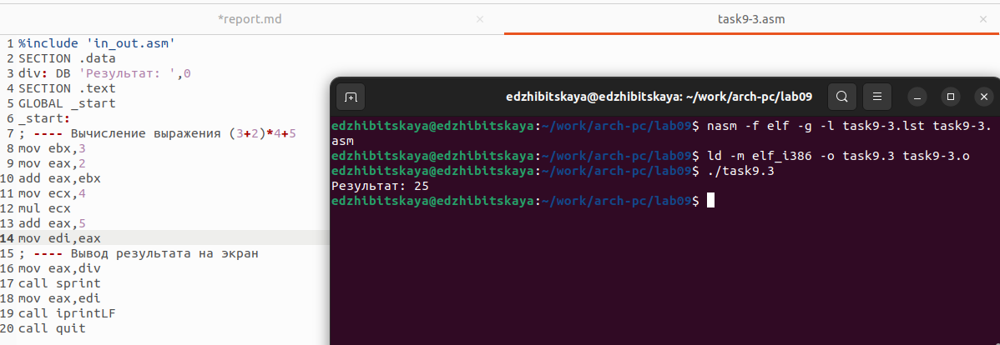 *report.md
task9-3.asm
1 %include 'in_out.asm'
2 SECTION .data
3 div: DB 'Результат: ',0
4 SECTION .text
5 GLOBAL _start
6 _start:
7 ; ---- Вычисление выражения (3+2)*4+5
8 mov ebx,3
9 mov eax,2
10 add eax,ebx
11 mov ecx,4
12 mul ecx
13 add eax,5
14 mov edi,eax
15 ; ---- Вывод результата на экран
16 mov eax,div
17 call sprint
18 mov eax,edi
19 call iprintLF
20 call quit
edzhibitskaya@edzhibitskaya: ~/work/arch-pc/lab09
edzhibitskaya@edzhibitskaya:~/work/arch-pc/lab09$ nasm -f elf -g -l task9-3.lst task9-3.
asm
edzhibitskaya@edzhibitskaya:~/work/arch-pc/lab09$ ld -m elf_i386 -o task9.3 task9-3.o
edzhibitskaya@edzhibitskaya:~/work/arch-pc/lab09$ ./task9.3
Результат: 25
edzhibitskaya@edzhibitskaya:~/work/arch-pc/lab09$